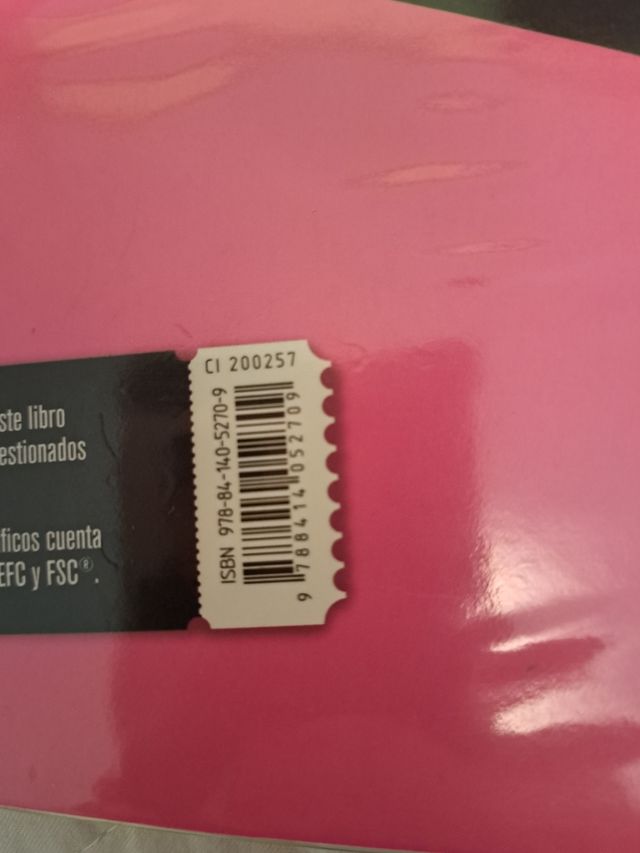 ste libro
estionados
ficos cuenta
EFC y FSC®.
CI 200257
ISBN 978-84-140-5270-9
9 788414 052709